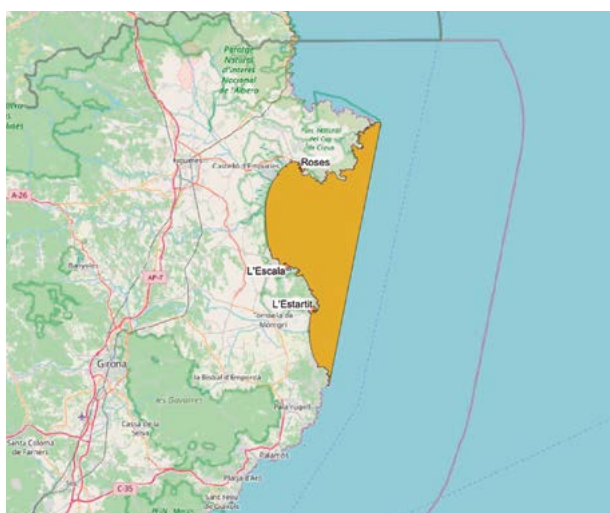 Paratge
Natural
d'Interès
Nacional
de l'Albera
Parc Natural
del Cap
de Creus
Roses
Figueres
Castelló d'Empúries
A-26
L'Escala
Banyoles
AP-7
L'Estartit
Torroella de
Montgrí
Girona
la Bisbal d'Empordà
les Gavarres
Palafrugell
Cassà de la
Selva
Santa Coloma
de Farners
Palamós
Platja d'Aro
C-35
Sant Feliu
de Guíxols